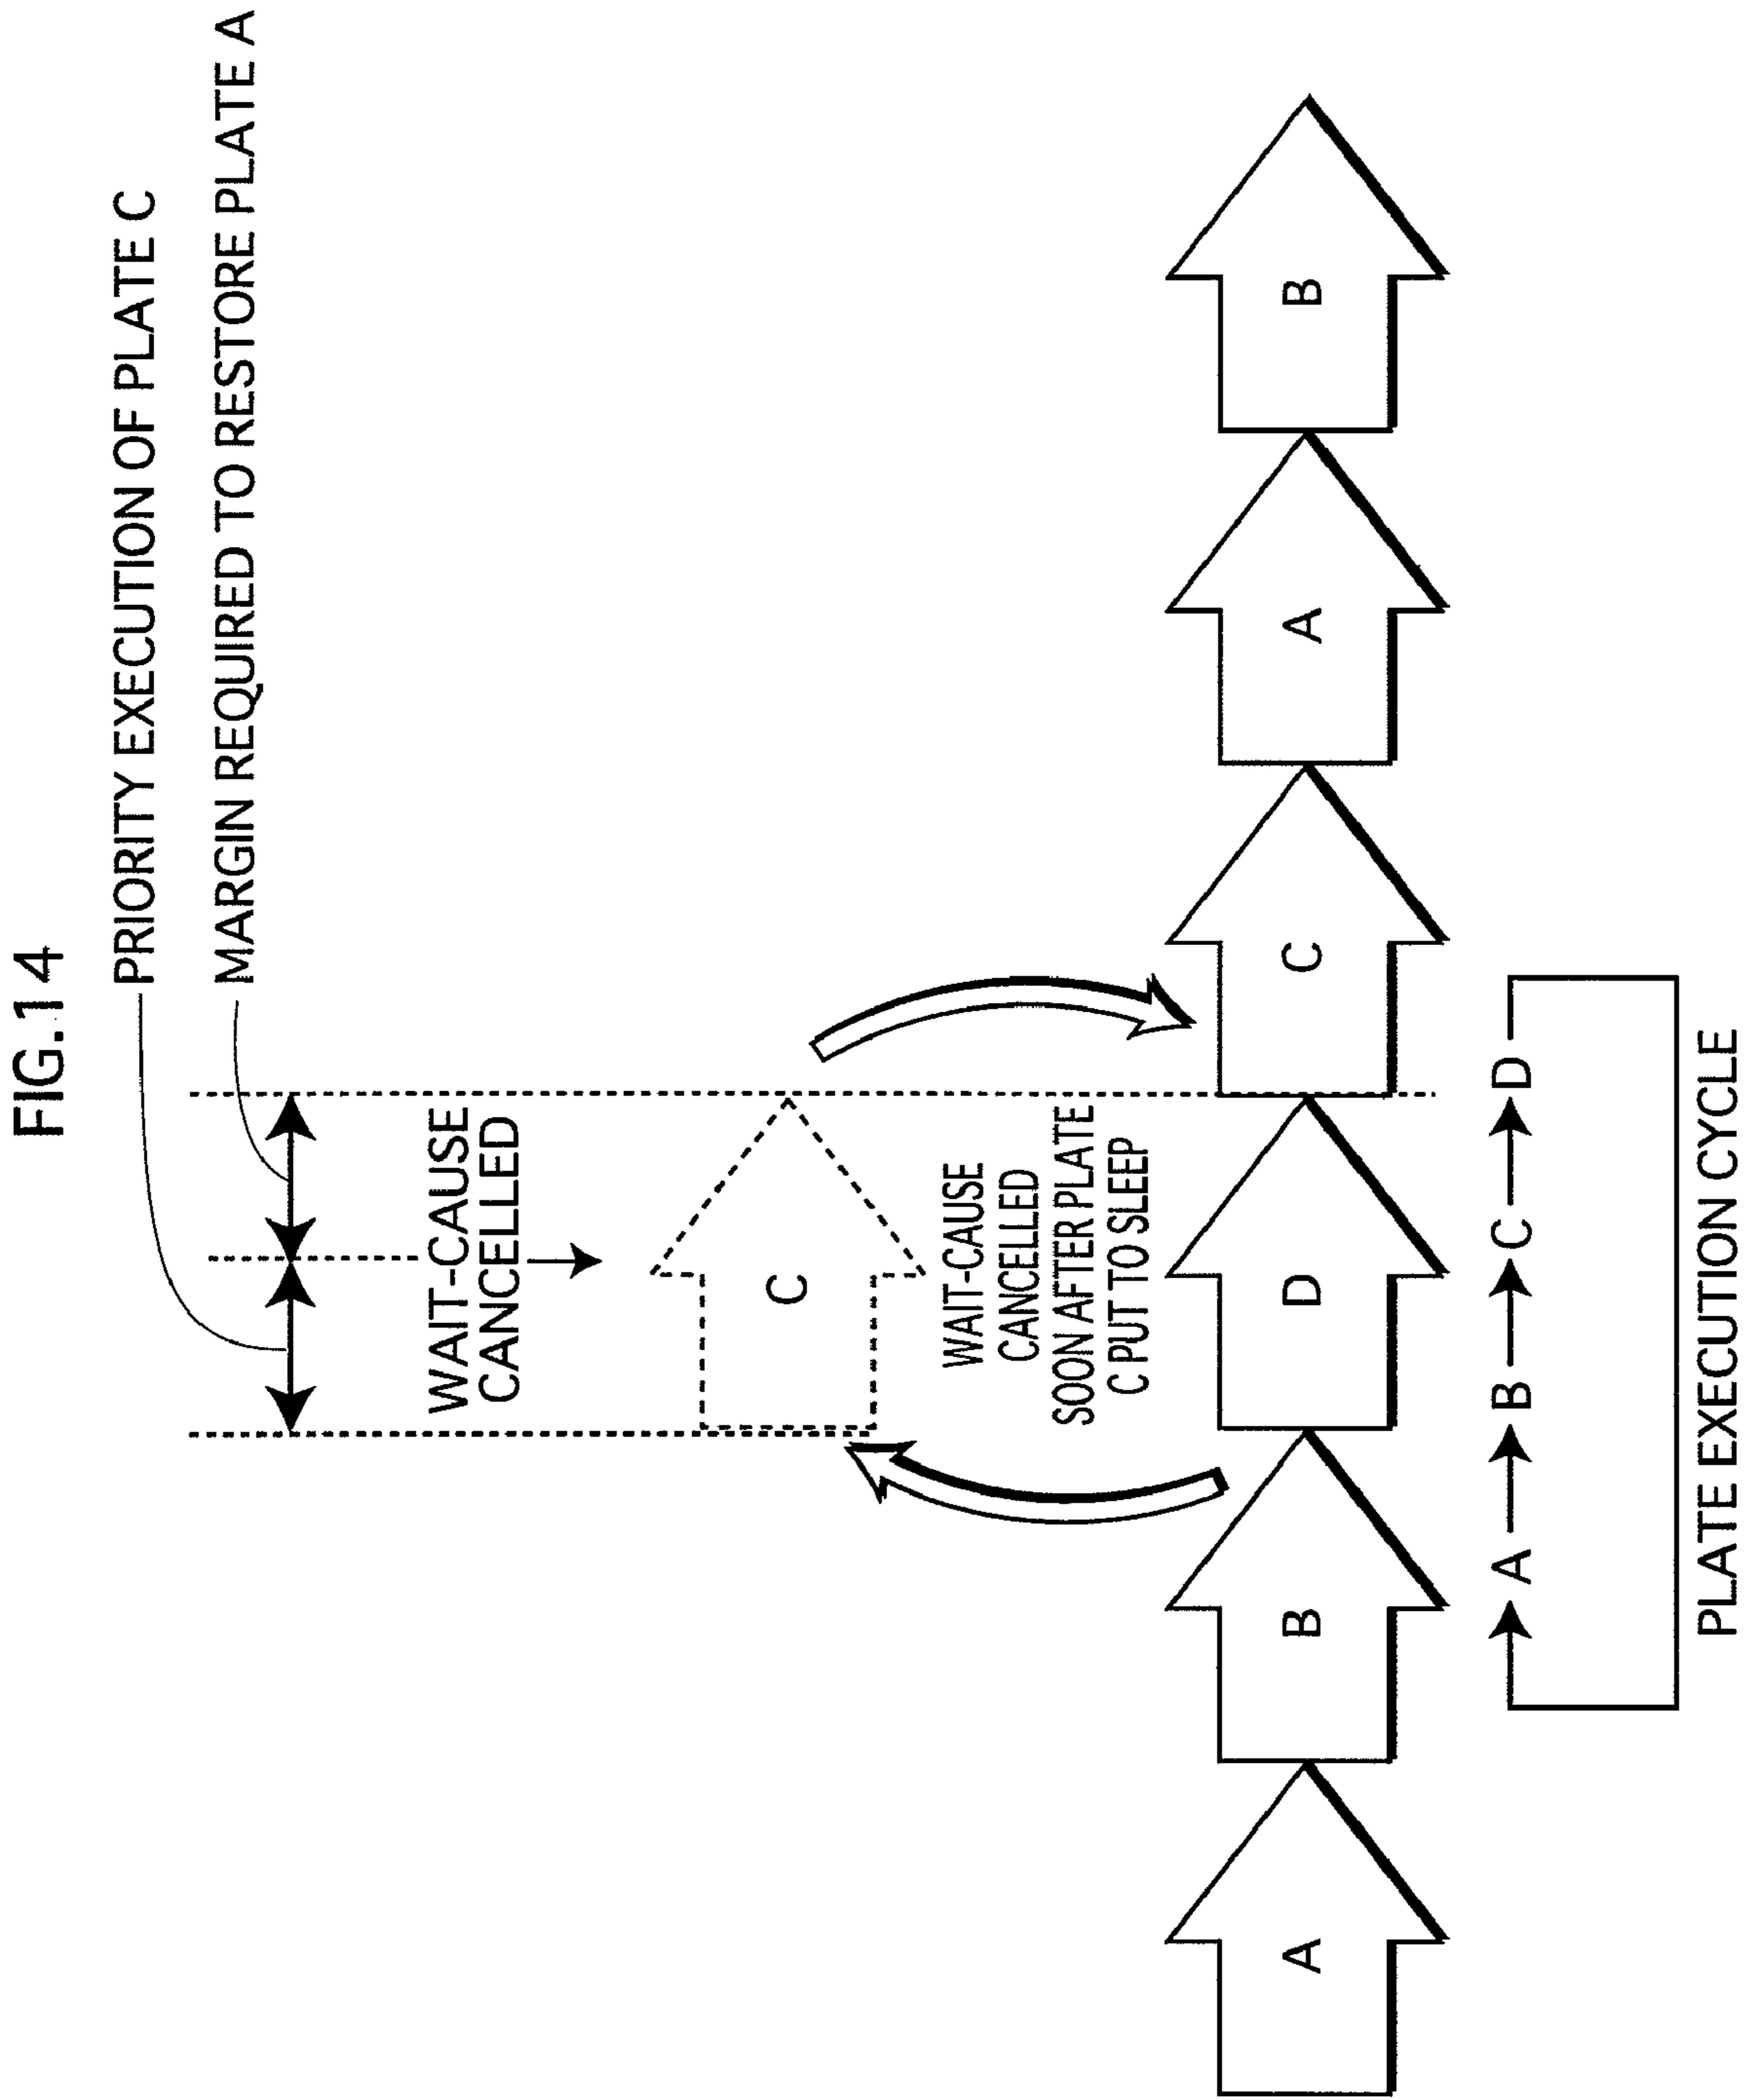 FIG.14
PRIORITY EXECUTION OF PLATE C
MARGIN REQUIRED TO RESTORE PLATE A
WAIT-CAUSE
CANCELLED
C
WAIT-CAUSE
CANCELLED
SOON AFTER PLATE
C PUT TO SLEEP
A B D C A B
A B C D
PLATE EXECUTION CYCLE